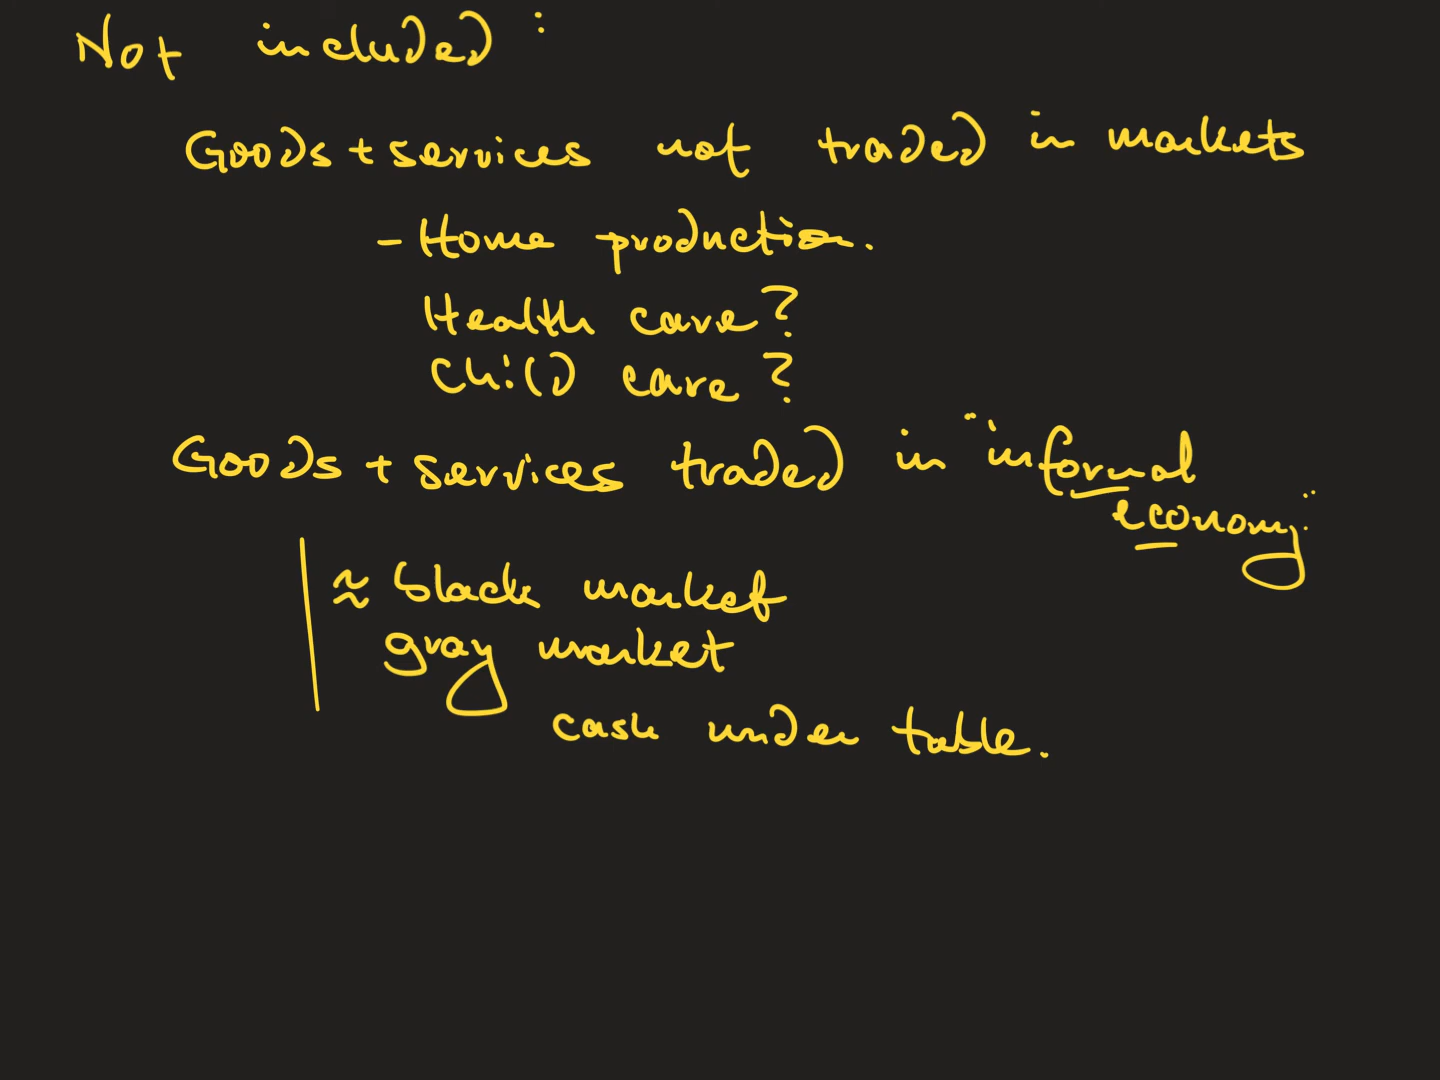 Not included:
Goods + services not traded in markets
- Home production.
Health care?
Child care?
Goods + services traded in "informal
economy."
≈ black market
gray market
cash under table.